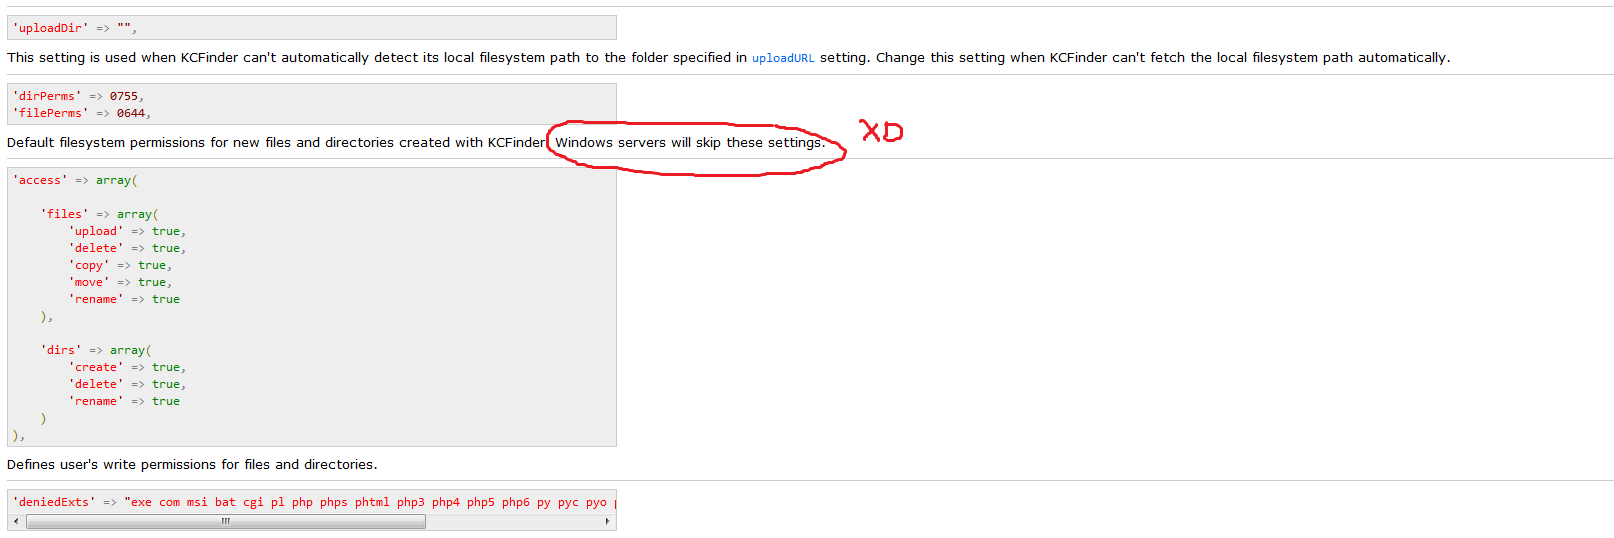 'uploadDir' => "",
This setting is used when KCFinder can't automatically detect its local filesystem path to the folder specified in uploadURL setting. Change this setting when KCFinder can't fetch the local filesystem path automatically.
'dirPerms' => 0755,
'filePerms' => 0644,
Default filesystem permissions for new files and directories created with KCFinder. Windows servers will skip these settings.
XD
'access' => array(
'files' => array(
'upload' => true,
'delete' => true,
'copy' => true,
'move' => true,
'rename' => true
),
'dirs' => array(
'create' => true,
'delete' => true,
'rename' => true
)
),
Defines user's write permissions for files and directories.
'deniedExts' => "exe com msi bat cgi pl php phps phtml php3 php4 php5 php6 py pyc pyo